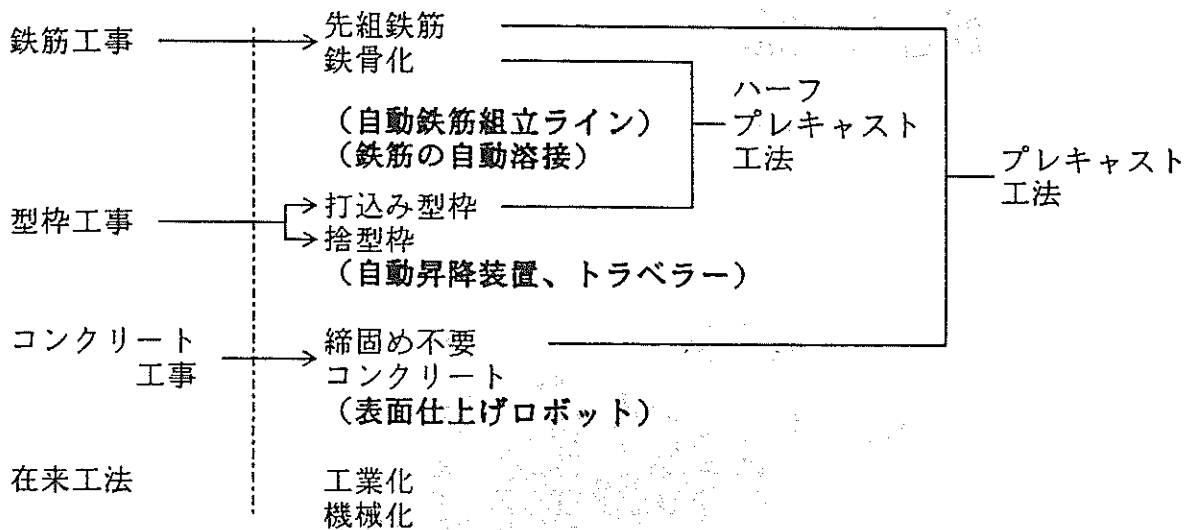 鉄筋工事
先組鉄筋
鉄骨化
(自動鉄筋組立ライン)
(鉄筋の自動溶接)
ハーフ
プレキャスト
工法
プレキャスト
工法
型枠工事
打込み型枠
捨型枠
(自動昇降装置、トラベラー)
コンクリート
工事
締固め不要
コンクリート
(表面仕上げロボット)
在来工法
工業化
機械化